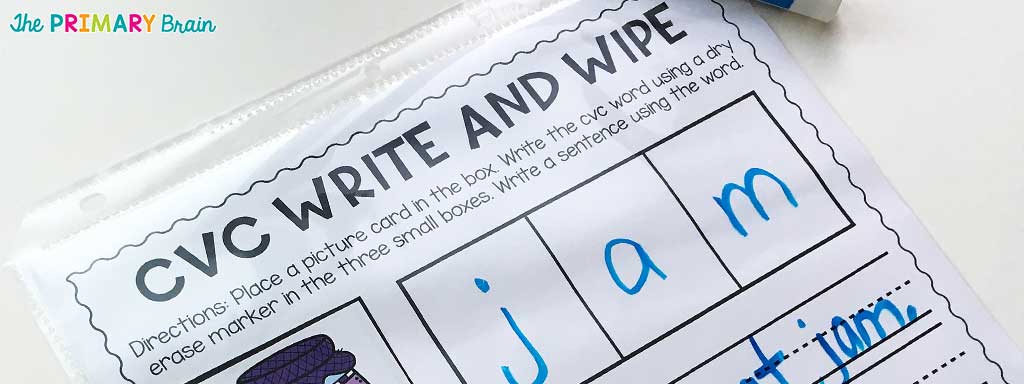 The PRIMARY Brain
CVC WRITE AND WIPE
Directions: Place a picture card in the box. Write the cvc word using a dry
erase marker in the three small boxes. Write a sentence using the word.
j a m
jam.